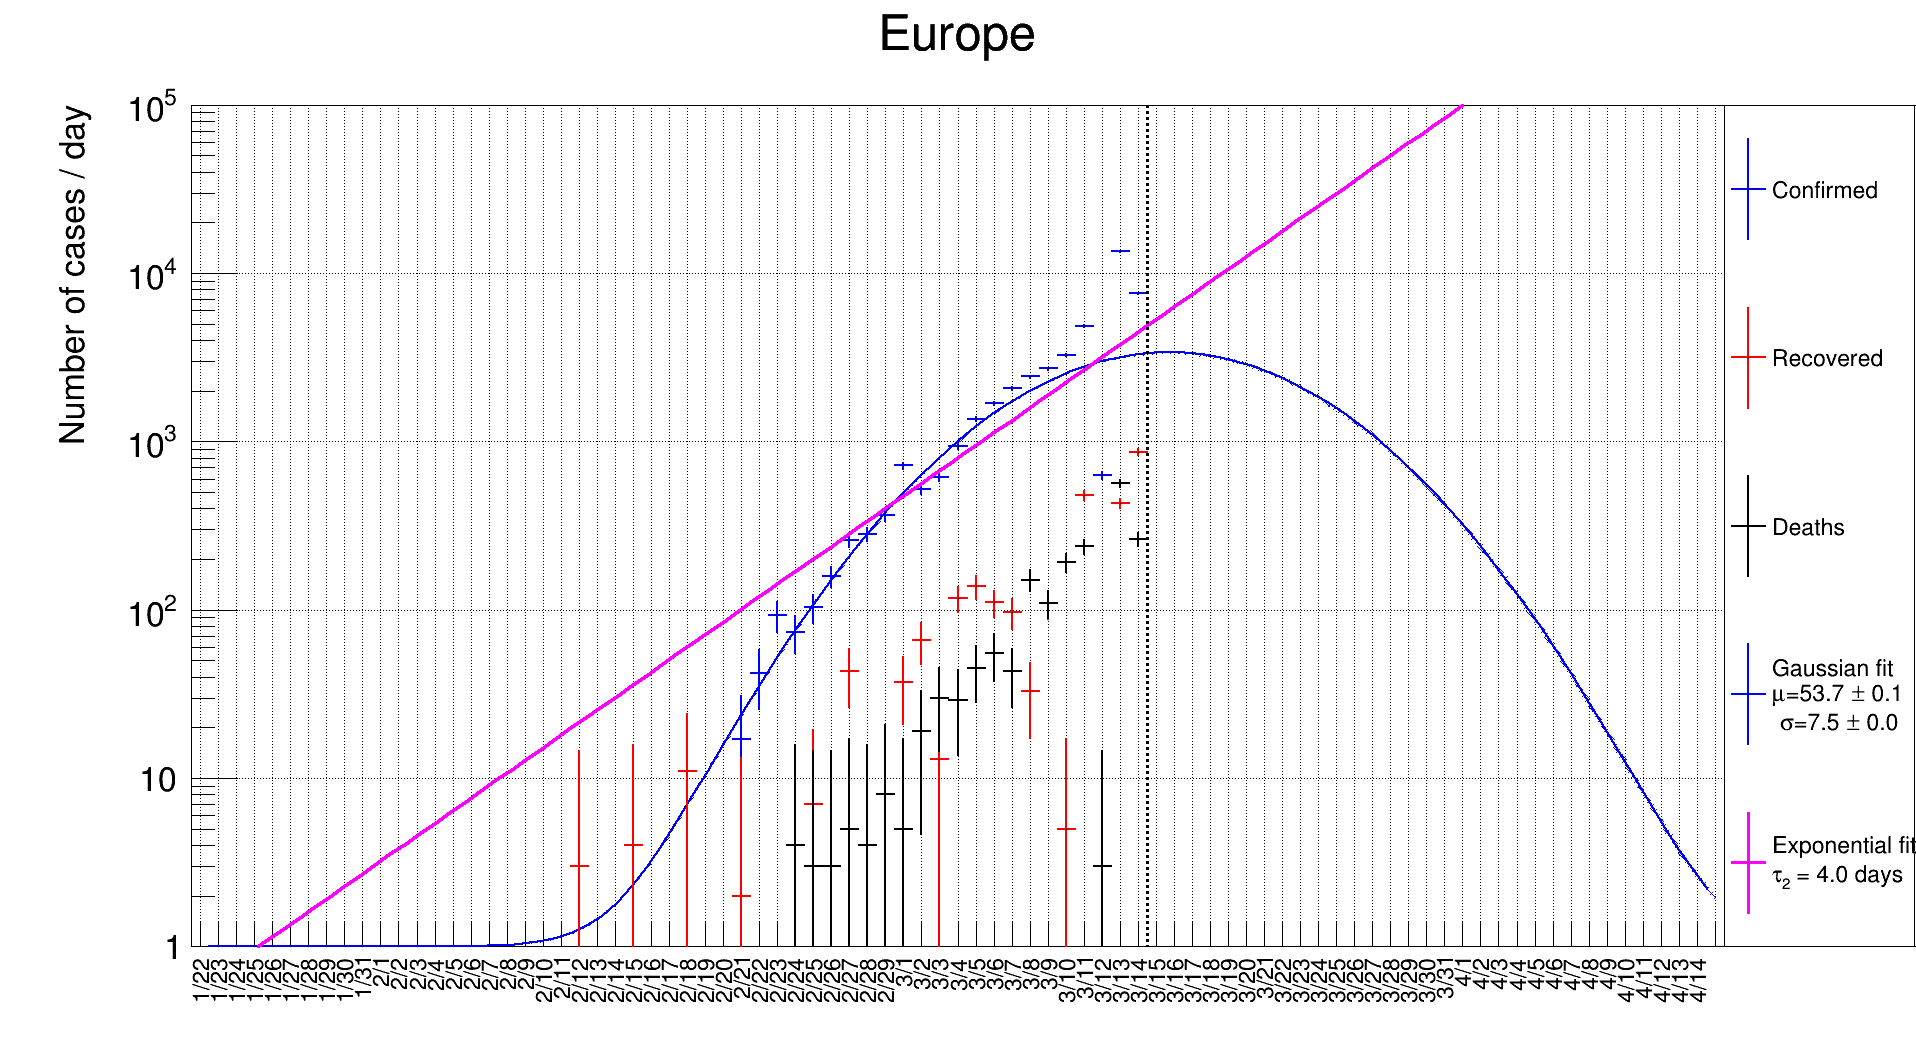 Europe
Number of cases / day
10⁵
10⁴
10³
10²
10
1
1/22 1/23 1/24 1/25 1/26 1/27 1/28 1/29 1/30 1/31 2/1 2/2 2/3 2/4 2/5 2/6 2/7 2/8 2/9 2/10 2/11 2/12 2/13 2/14 2/15 2/16 2/17 2/18 2/19 2/20 2/21 2/22 2/23 2/24 2/25 2/26 2/27 2/28 2/29 3/1 3/2 3/3 3/4 3/5 3/6 3/7 3/8 3/9 3/10 3/11 3/12 3/13 3/14 3/15 3/16 3/17 3/18 3/19 3/20 3/21 3/22 3/23 3/24 3/25 3/26 3/27 3/28 3/29 3/30 3/31 4/1 4/2 4/3 4/4 4/5 4/6 4/7 4/8 4/9 4/10 4/11 4/12 4/13 4/14
Confirmed
Recovered
Deaths
Gaussian fit
μ=53.7 ± 0.1
σ=7.5 ± 0.0
Exponential fit
τ₂ = 4.0 days